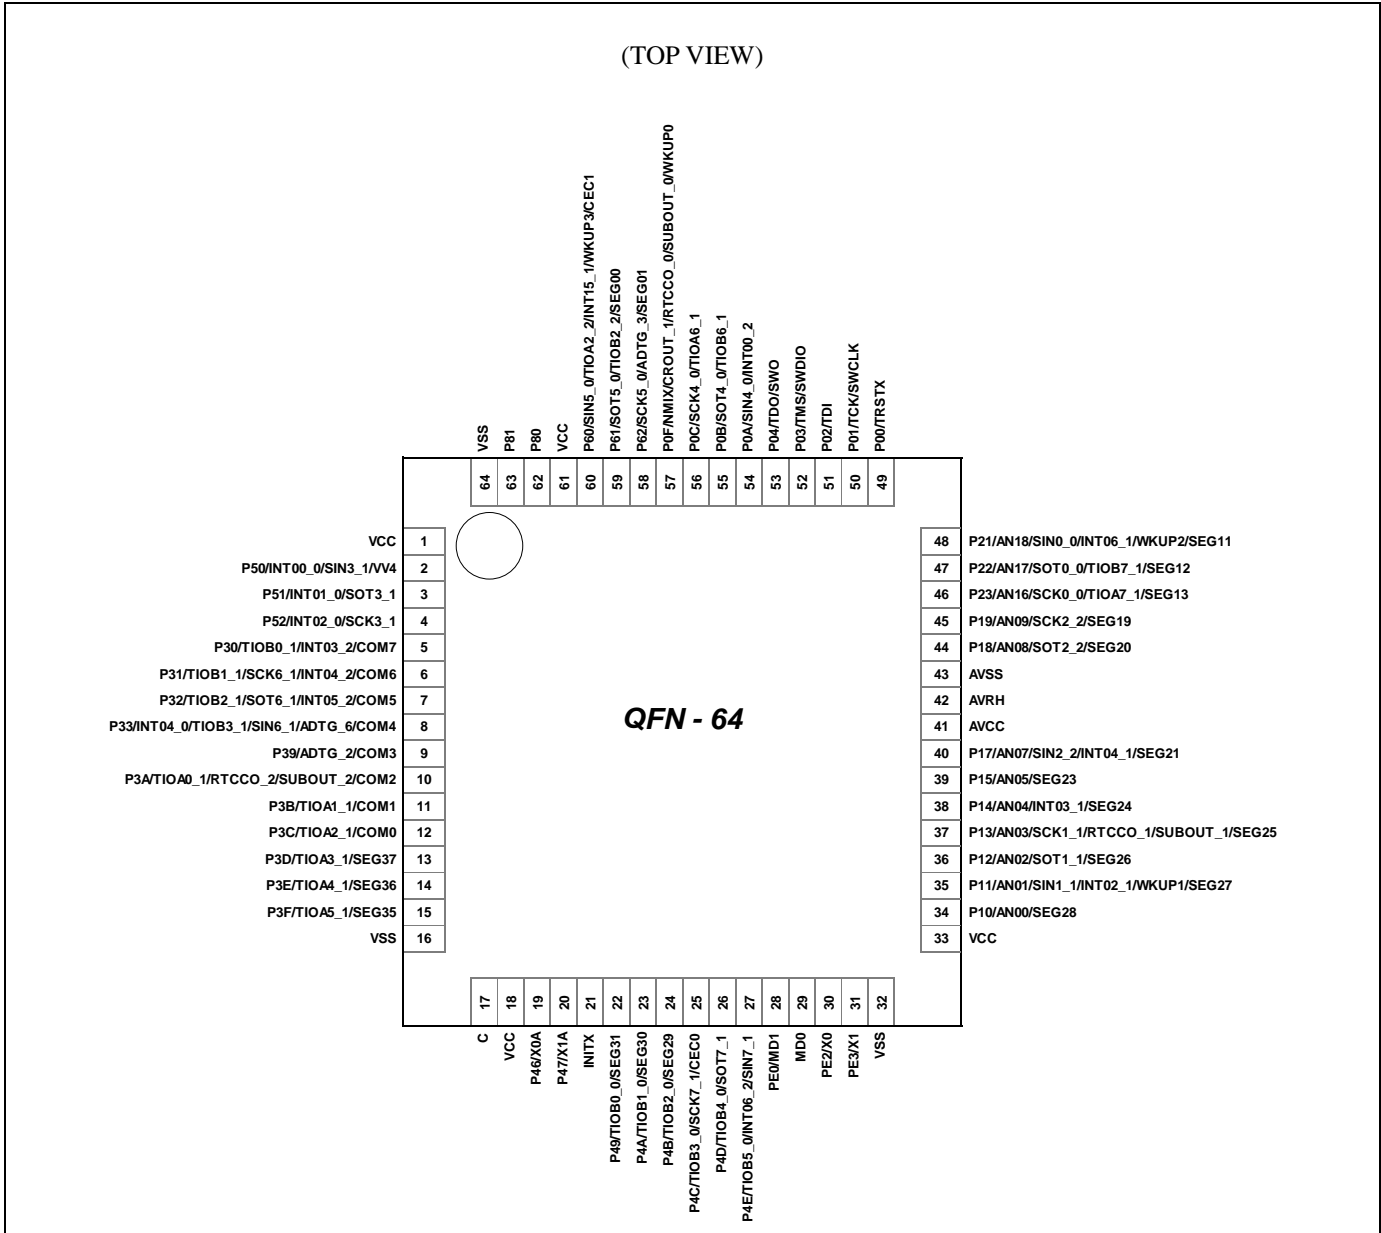 (TOP VIEW)
VSS
P81
P80
VCC
P60/SIN5_0/TIOA2_2/INT15_1/WKUP3/CEC1
P61/SOT5_0/TIOB2_2/SEG00
P62/SCK5_0/ADTG_3/SEG01
P0F/NMIX/CROUT_1/RTCCO_0/SUBOUT_0/WKUP0
P0C/SCK4_0/TIOA6_1
P0B/SOT4_0/TIOB6_1
P0A/SIN4_0/INT00_2
P04/TDO/SWO
P03/TMS/SWDIO
P02/TDI
P01/TCK/SWCLK
P00/TRSTX
64 63 62 61 60 59 58 57 56 55 54 53 52 51 50 49
VCC 1
P50/INT00_0/SIN3_1/VV4 2
P51/INT01_0/SOT3_1 3
P52/INT02_0/SCK3_1 4
P30/TIOB0_1/INT03_2/COM7 5
P31/TIOB1_1/SCK6_1/INT04_2/COM6 6
P32/TIOB2_1/SOT6_1/INT05_2/COM5 7
P33/INT04_0/TIOB3_1/SIN6_1/ADTG_6/COM4 8
P39/ADTG_2/COM3 9
P3A/TIOA0_1/RTCCO_2/SUBOUT_2/COM2 10
P3B/TIOA1_1/COM1 11
P3C/TIOA2_1/COM0 12
P3D/TIOA3_1/SEG37 13
P3E/TIOA4_1/SEG36 14
P3F/TIOA5_1/SEG35 15
VSS 16
QFN - 64
48 P21/AN18/SIN0_0/INT06_1/WKUP2/SEG11
47 P22/AN17/SOT0_0/TIOB7_1/SEG12
46 P23/AN16/SCK0_0/TIOA7_1/SEG13
45 P19/AN09/SCK2_2/SEG19
44 P18/AN08/SOT2_2/SEG20
43 AVSS
42 AVRH
41 AVCC
40 P17/AN07/SIN2_2/INT04_1/SEG21
39 P15/AN05/SEG23
38 P14/AN04/INT03_1/SEG24
37 P13/AN03/SCK1_1/RTCCO_1/SUBOUT_1/SEG25
36 P12/AN02/SOT1_1/SEG26
35 P11/AN01/SIN1_1/INT02_1/WKUP1/SEG27
34 P10/AN00/SEG28
33 VCC
17 18 19 20 21 22 23 24 25 26 27 28 29 30 31 32
C
VCC
P46/X0A
P47/X1A
INITX
P49/TIOB0_0/SEG31
P4A/TIOB1_0/SEG30
P4B/TIOB2_0/SEG29
P4C/TIOB3_0/SCK7_1/CEC0
P4D/TIOB4_0/SOT7_1
P4E/TIOB5_0/INT06_2/SIN7_1
PE0/MD1
MD0
PE2/X0
PE3/X1
VSS